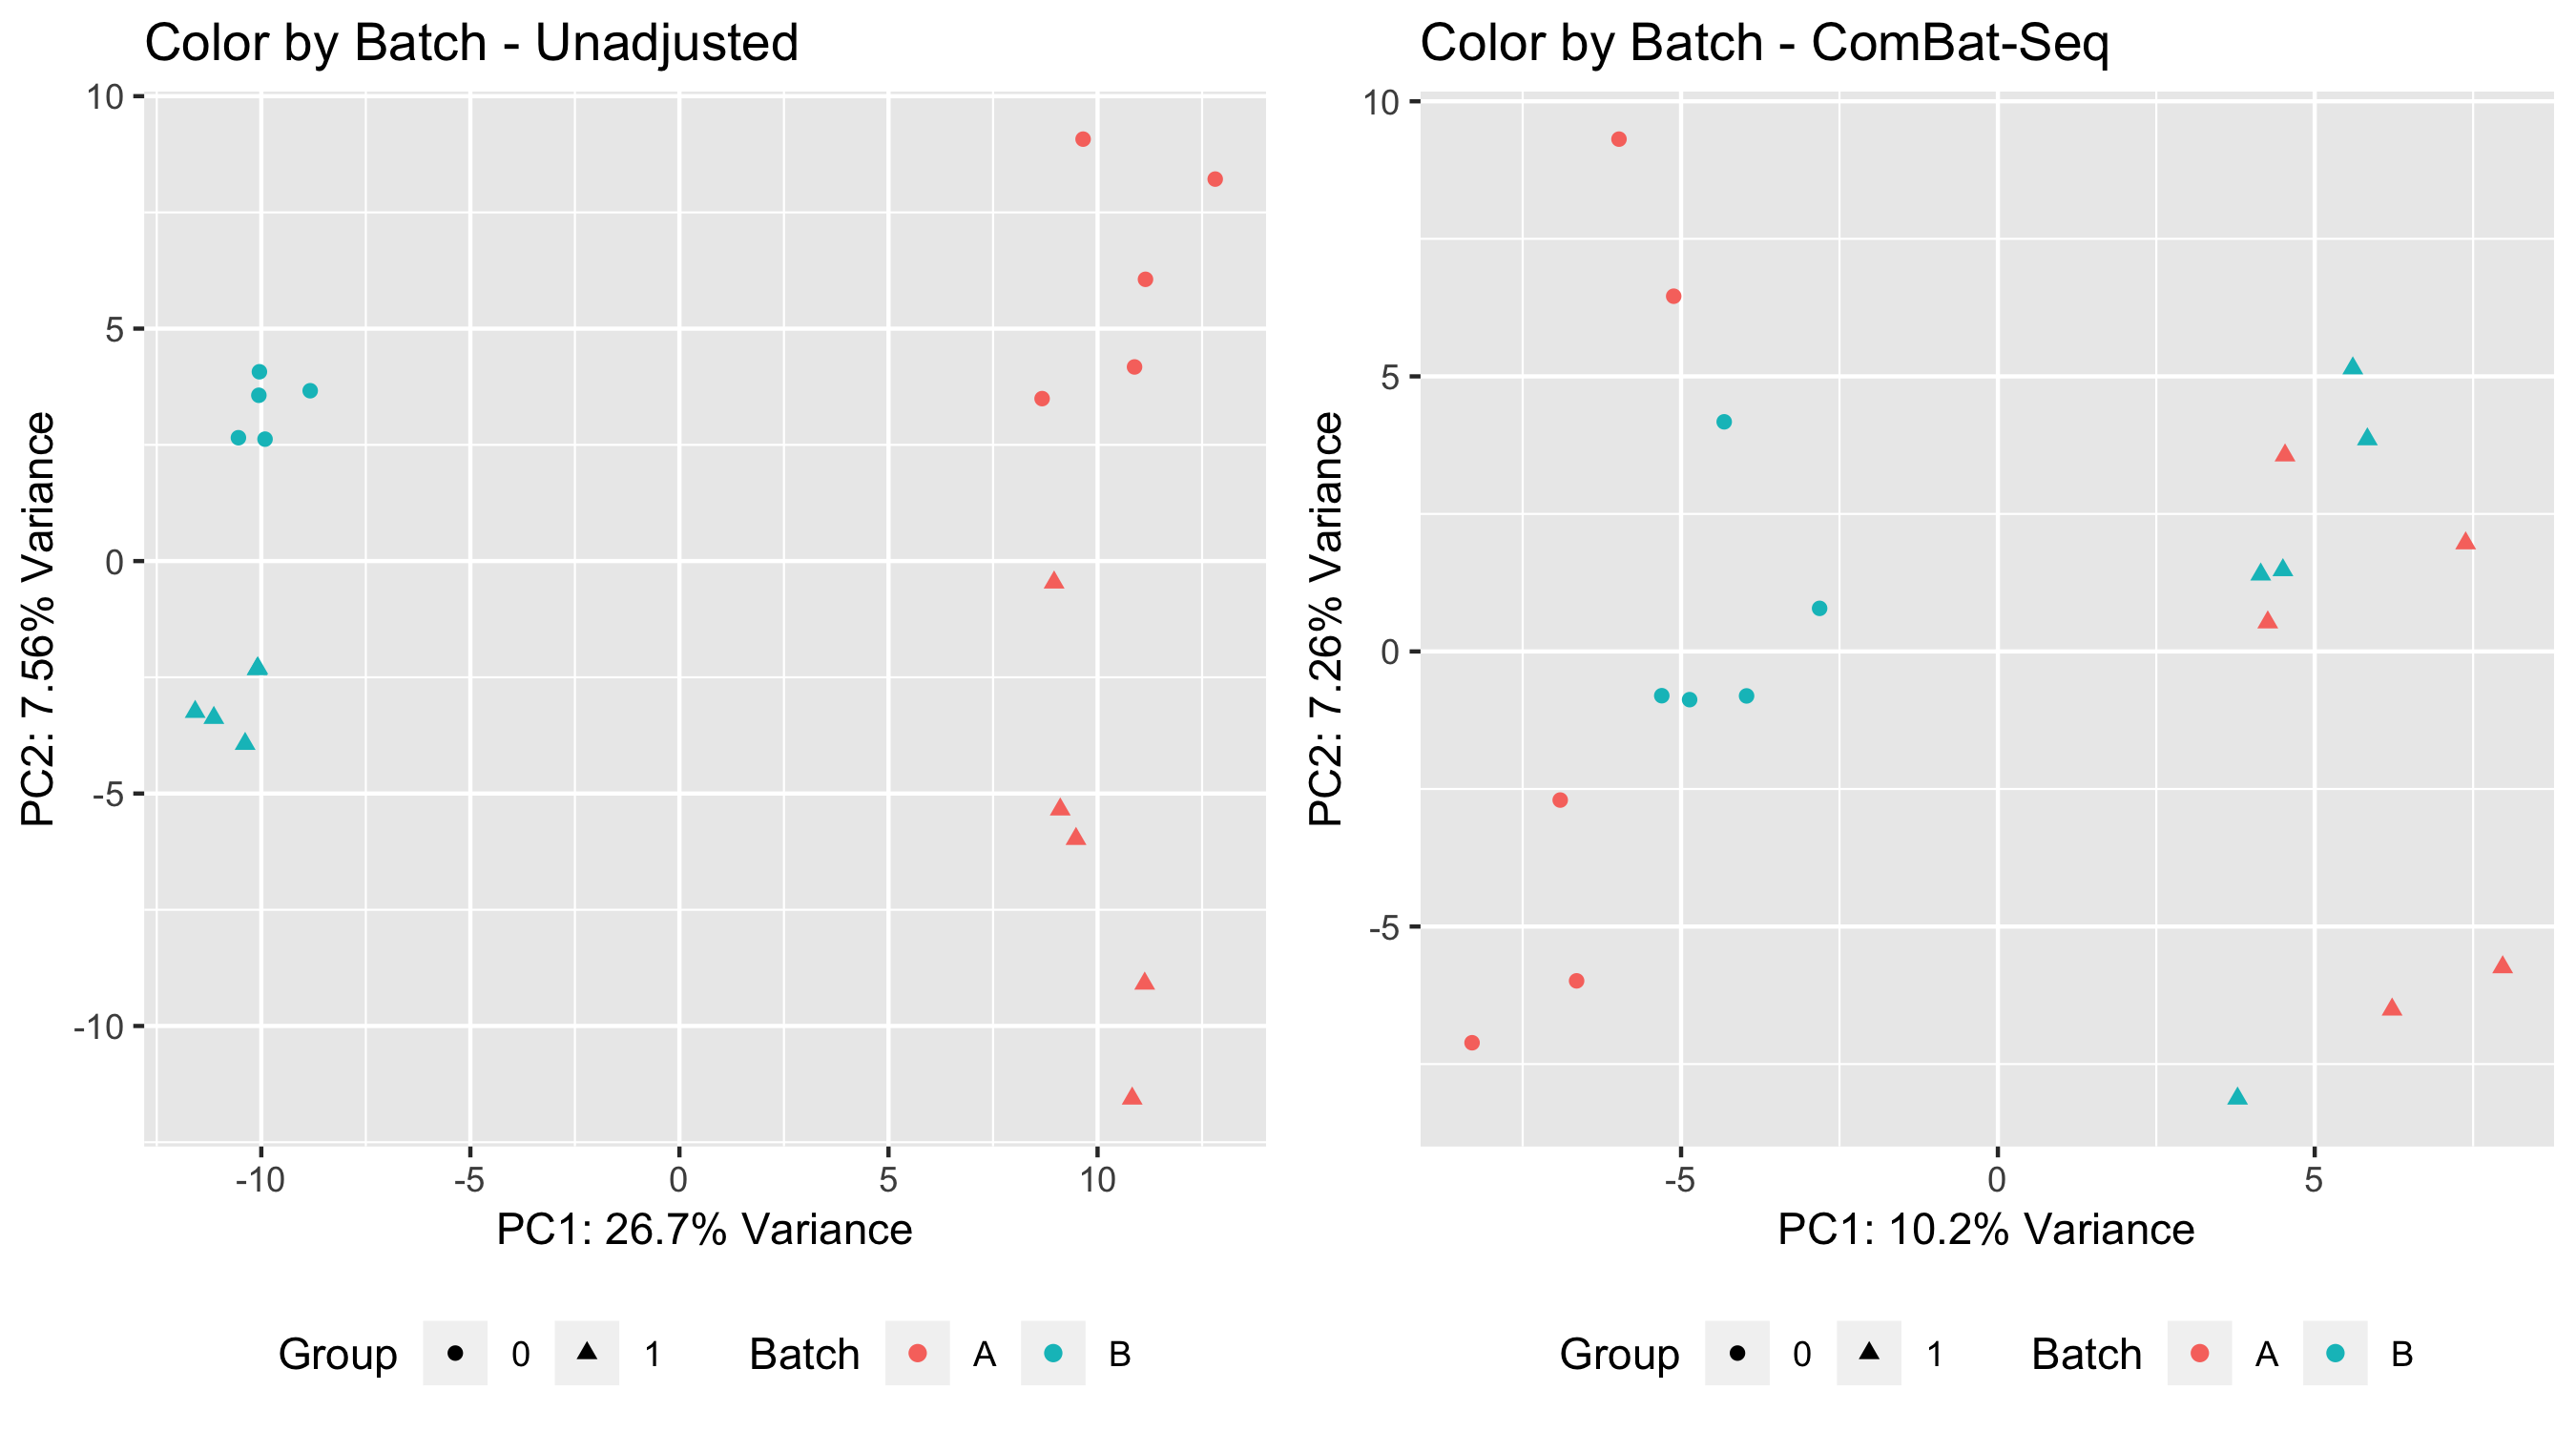 Color by Batch - Unadjusted
10
5
0
-5
-10
PC2: 7.56% Variance
-10 -5 0 5 10
PC1: 26.7% Variance
Group 0 1 Batch A B
Color by Batch - ComBat-Seq
10
5
0
-5
PC2: 7.26% Variance
-5 0 5
PC1: 10.2% Variance
Group 0 1 Batch A B